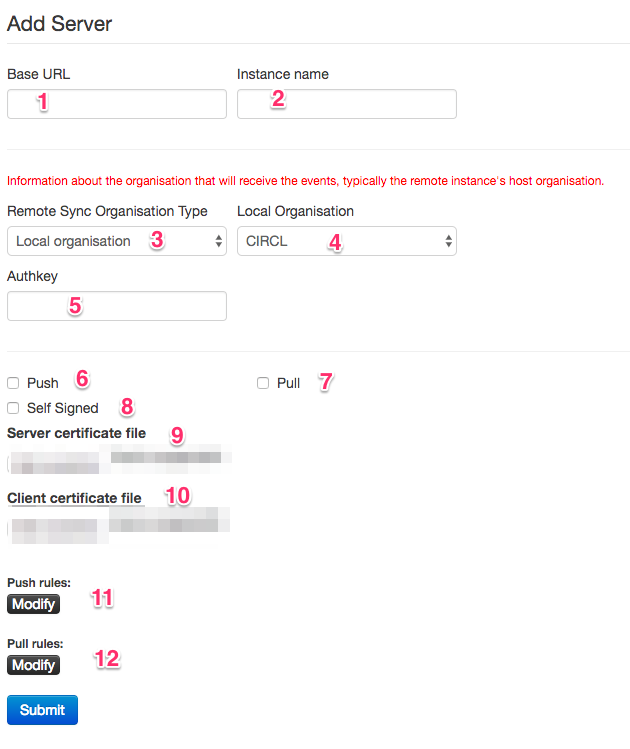 Add Server
Base URL
Instance name
1
2
Information about the organisation that will receive the events, typically the remote instance's host organisation.
Remote Sync Organisation Type
Local Organisation
Local organisation 3
CIRCL 4
Authkey
5
Push 6
Pull 7
Self Signed 8
Server certificate file 9
Client certificate file 10
Push rules:
Modify 11
Pull rules:
Modify 12
Submit